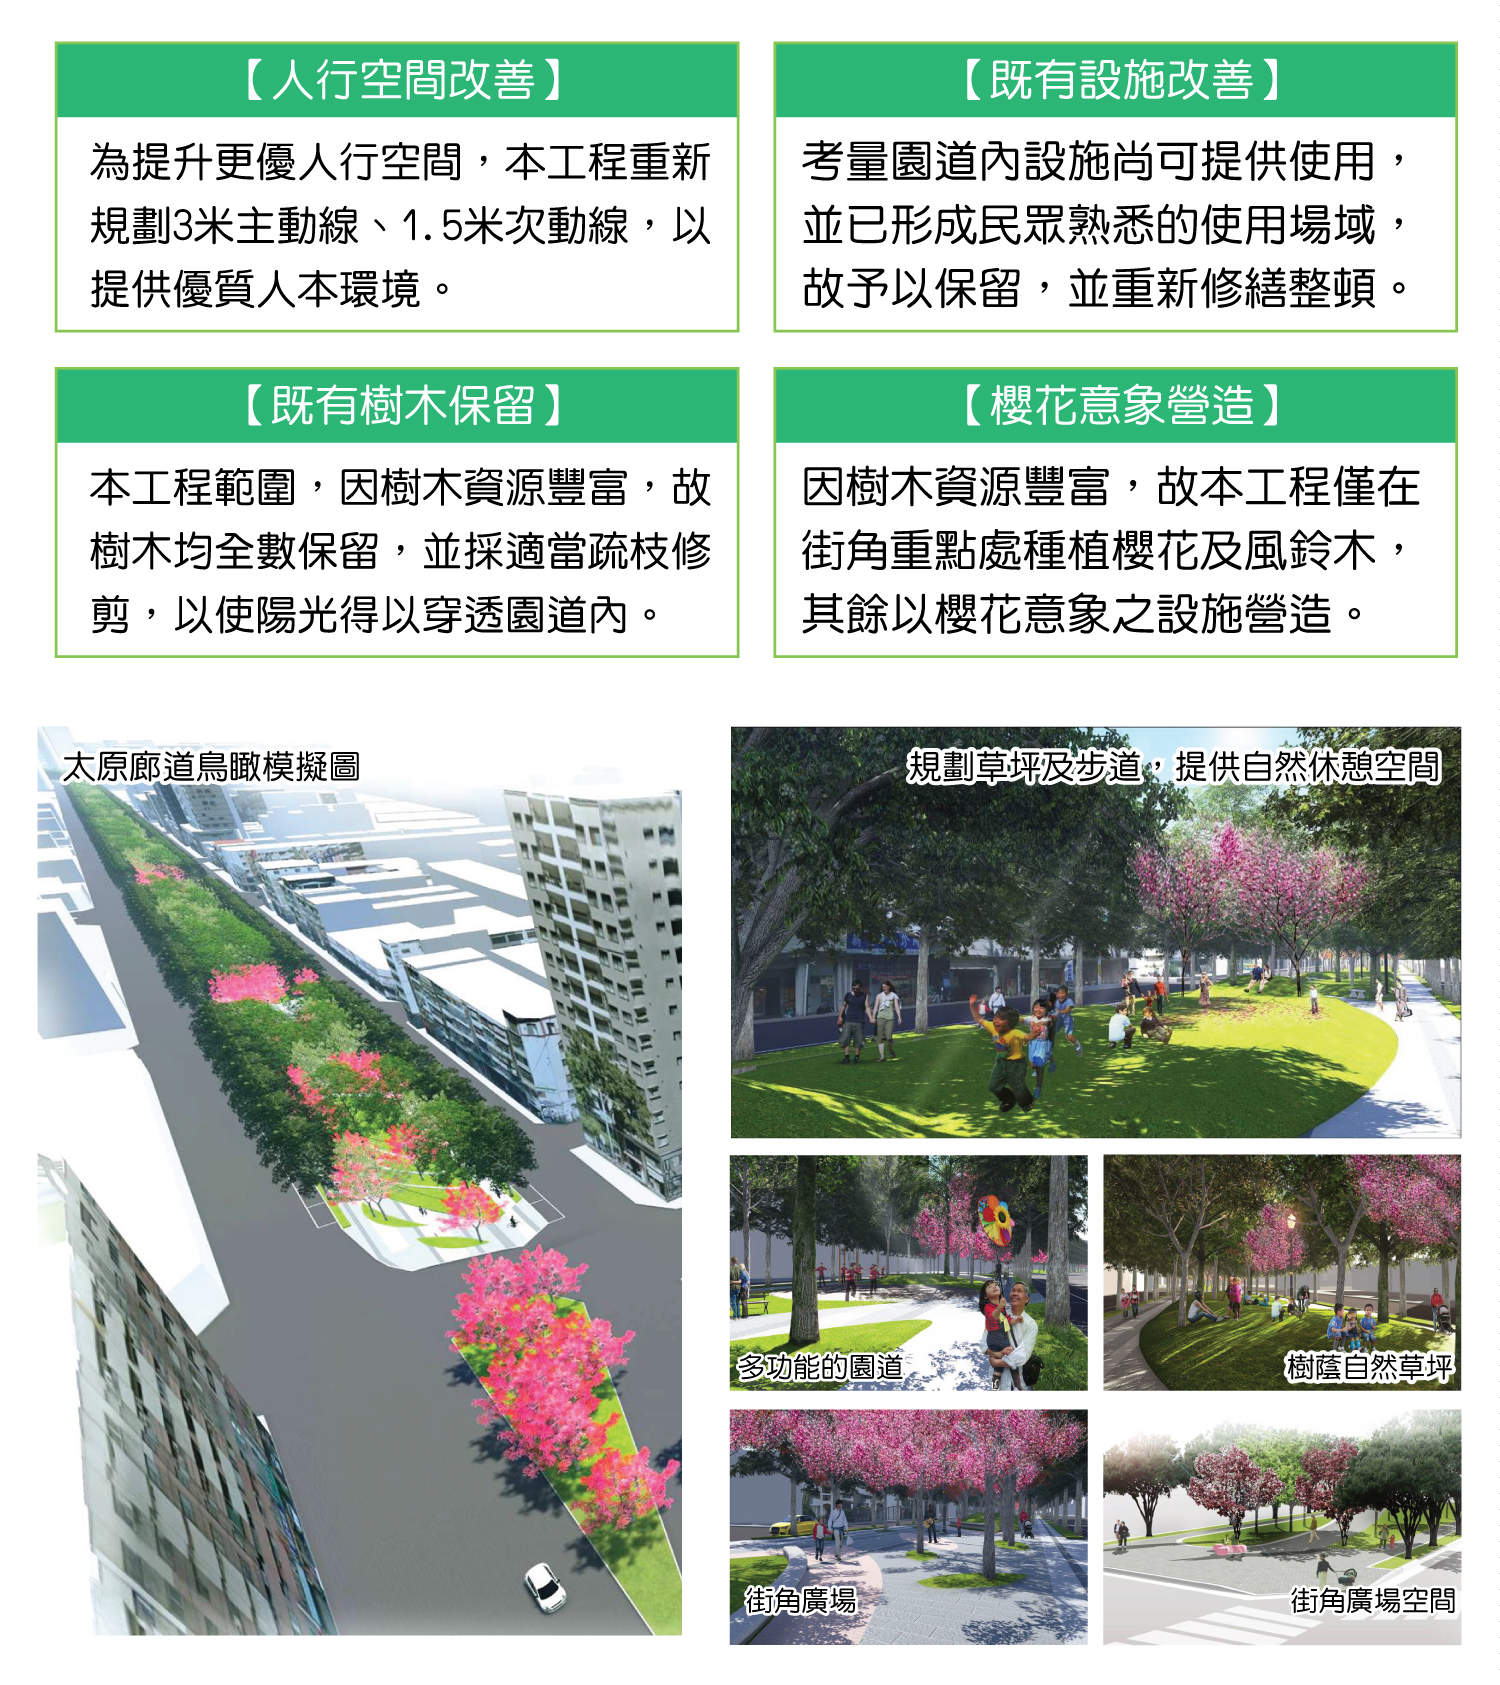 【人行空間改善】
為提升更優人行空間，本工程重新
規劃3米主動線、1.5米次動線，以
提供優質人本環境。
【既有設施改善】
考量園道內設施尚可提供使用，
並已形成民眾熟悉的使用場域，
故予以保留，並重新修繕整頓。
【既有樹木保留】
本工程範圍，因樹木資源豐富，故
樹木均全數保留，並採適當疏枝修
剪，以使陽光得以穿透園道內。
【櫻花意象營造】
因樹木資源豐富，故本工程僅在
街角重點處種植櫻花及風鈴木，
其餘以櫻花意象之設施營造。
太原廊道鳥瞰模擬圖
規劃草坪及步道，提供自然休憩空間
多功能的園道
樹蔭自然草坪
街角廣場
街角廣場空間